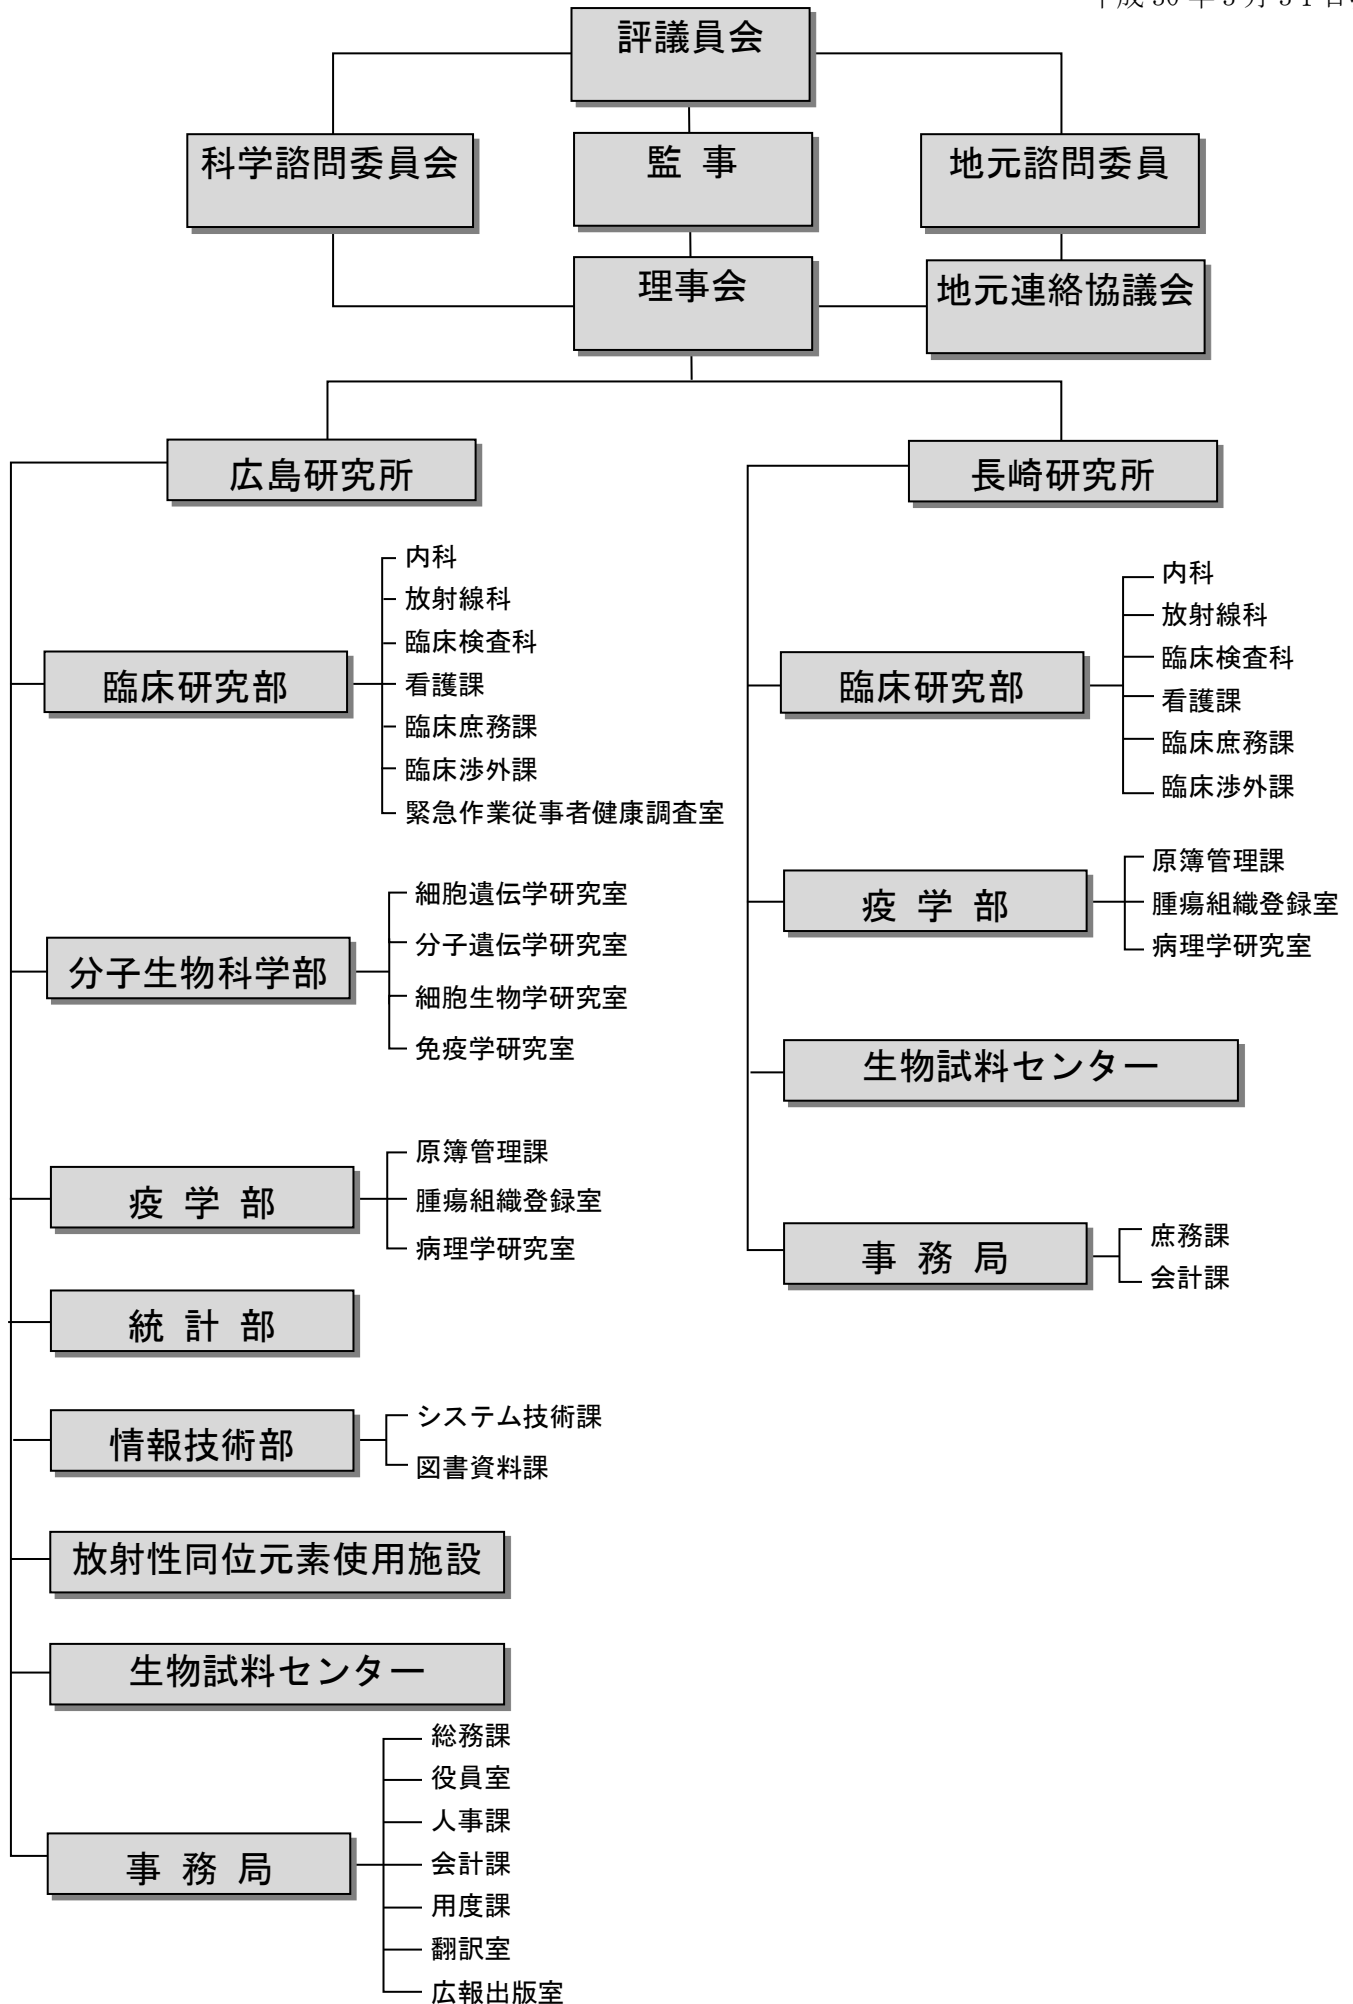 評議員会
科学諮問委員会
監 事
地元諮問委員
理事会
地元連絡協議会
広島研究所
臨床研究部
内科
放射線科
臨床検査科
看護課
臨床庶務課
臨床渉外課
緊急作業従事者健康調査室
分子生物科学部
細胞遺伝学研究室
分子遺伝学研究室
細胞生物学研究室
免疫学研究室
疫 学 部
原簿管理課
腫瘍組織登録室
病理学研究室
統 計 部
情報技術部
システム技術課
図書資料課
放射性同位元素使用施設
生物試料センター
事 務 局
総務課
役員室
人事課
会計課
用度課
翻訳室
広報出版室
長崎研究所
臨床研究部
内科
放射線科
臨床検査科
看護課
臨床庶務課
臨床渉外課
疫 学 部
原簿管理課
腫瘍組織登録室
病理学研究室
生物試料センター
事 務 局
庶務課
会計課